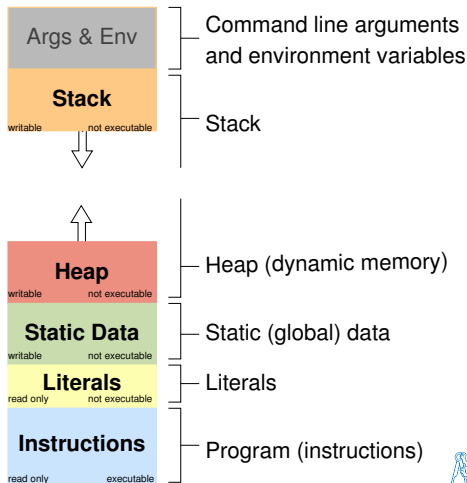 Args & Env
Command line arguments
and environment variables
Stack
writable not executable
Stack
Heap
writable not executable
Heap (dynamic memory)
Static Data
writable not executable
Static (global) data
Literals
read only not executable
Literals
Instructions
read only executable
Program (instructions)